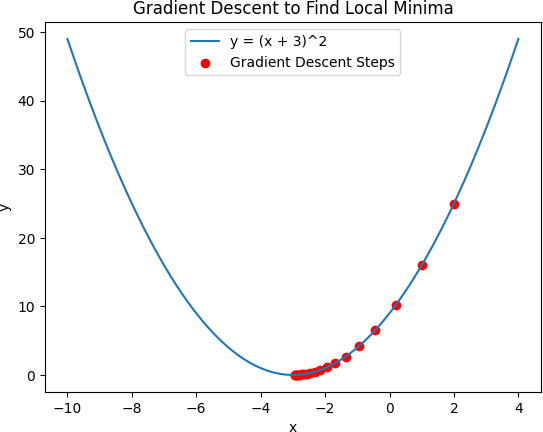 Gradient Descent to Find Local Minima
y = (x + 3)^2
Gradient Descent Steps
50
40
30
20
10
0
y
−10
−8
−6
−4
−2
0
2
4
x